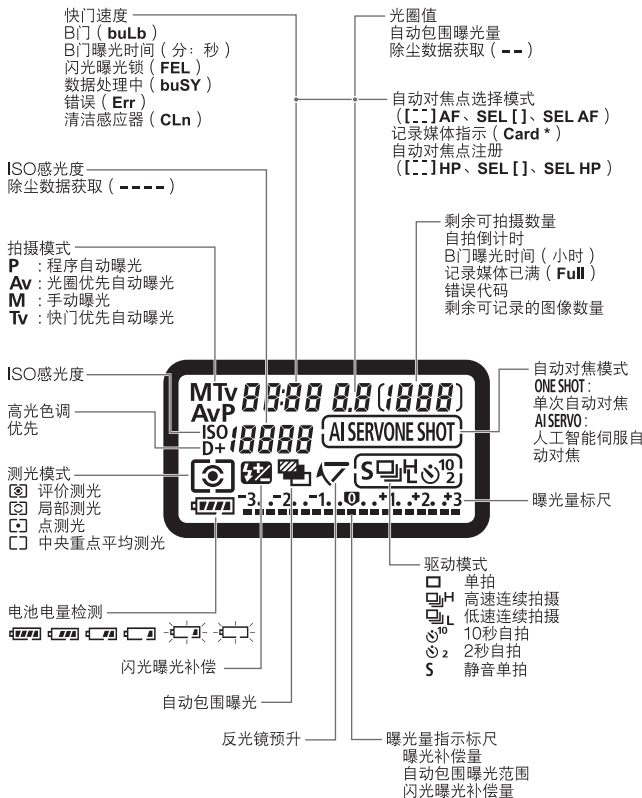 快门速度
B门（buLb）
B门曝光时间（分：秒）
闪光曝光锁（FEL）
数据处理中（buSY）
错误（Err）
清洁感应器（CLn）
光圈值
自动包围曝光量
除尘数据获取（--）
自动对焦点选择模式
（[ ] AF、SEL [ ]、SEL AF）
记录媒体指示（Card *）
自动对焦点注册
（[ ] HP、SEL [ ]、SEL HP）
ISO感光度
除尘数据获取（----）
剩余可拍摄数量
自拍倒计时
B门曝光时间（小时）
记录媒体已满（Full）
错误代码
剩余可记录的图像数量
拍摄模式
P ：程序自动曝光
Av：光圈优先自动曝光
M ：手动曝光
Tv：快门优先自动曝光
ISO感光度
高光色调
优先
自动对焦模式
ONE SHOT：
单次自动对焦
AI SERVO：
人工智能伺服自
动对焦
MTv 88:88 8.8 (1888)
AvP
ISO 18888 AI SERVONE SHOT
D+
S H L 10 2
-3..-2..-1..0..+1..+2..+3
测光模式
评价测光
局部测光
点测光
中央重点平均测光
曝光量标尺
驱动模式
单拍
H 高速连续拍摄
L 低速连续拍摄
10 10秒自拍
2 2秒自拍
S 静音单拍
电池电量检测
闪光曝光补偿
自动包围曝光
反光镜预升
曝光量指示标尺
曝光补偿量
自动包围曝光范围
闪光曝光补偿量